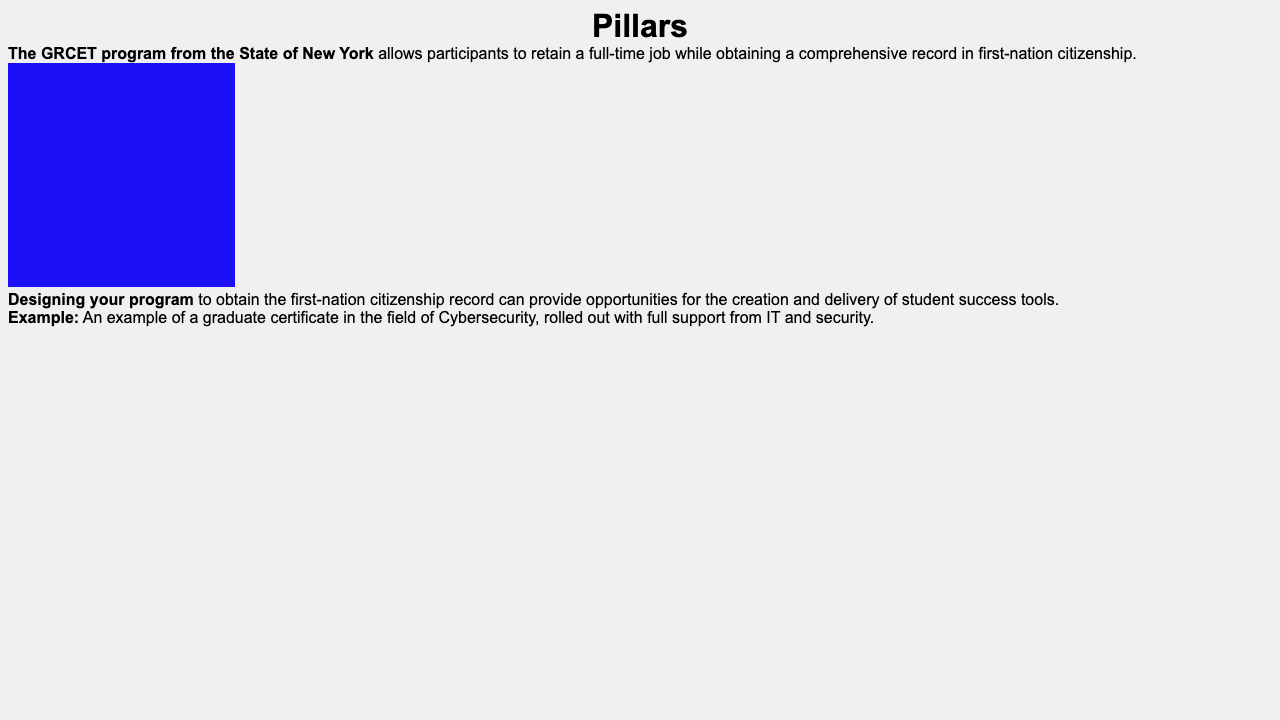 Pillars
The GRCET program from the State of New York allows participants to retain a full-time job while obtaining a comprehensive record in first-nation citizenship.
Designing your program to obtain the first-nation citizenship record can provide opportunities for the creation and delivery of student success tools.
Example: An example of a graduate certificate in the field of Cybersecurity, rolled out with full support from IT and security.